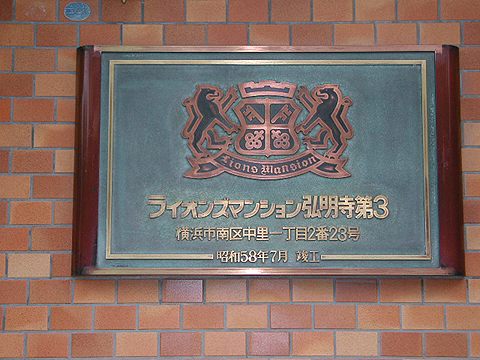 Lions Mansion
ライオンズマンション弘明寺第3
横浜市南区中里一丁目2番23号
昭和58年7月 竣工